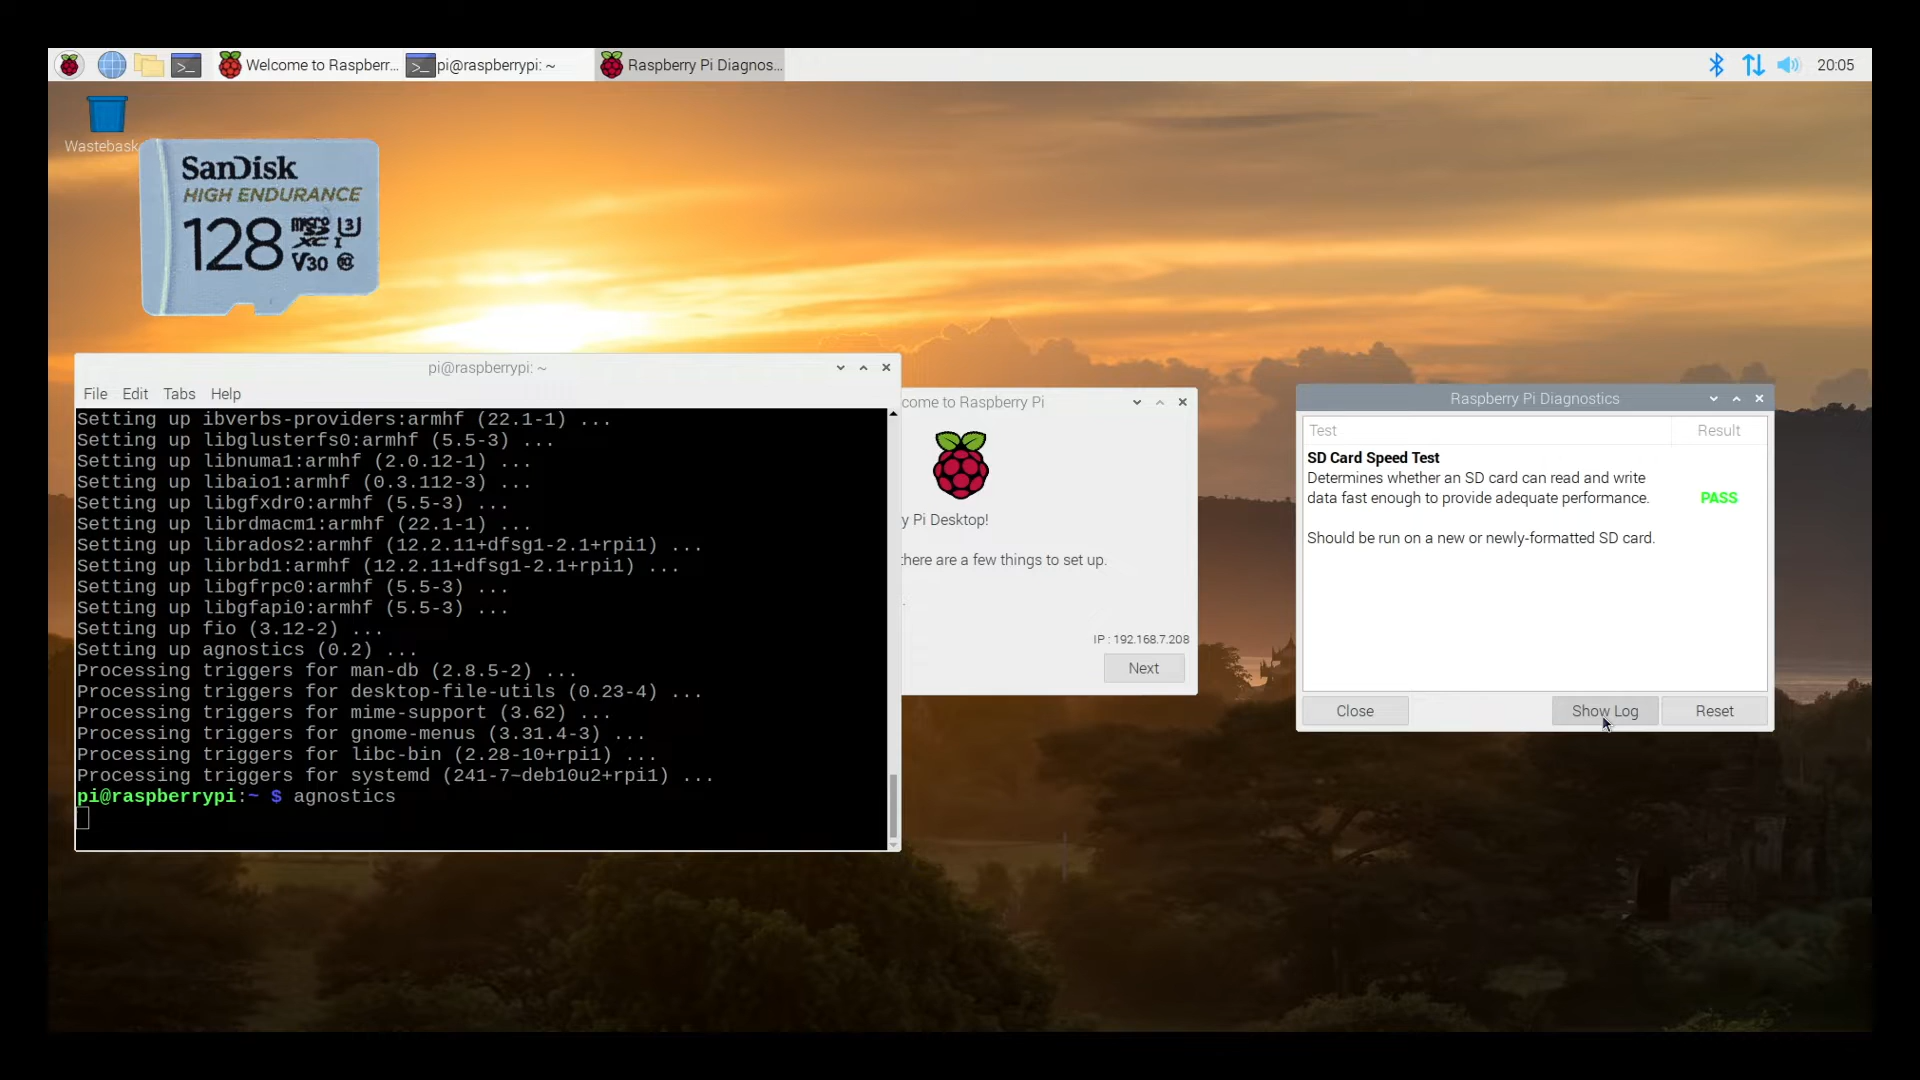 Welcome to Raspberr...
pi@raspberrypi: ~
Raspberry Pi Diagnos...
20:05
Wastebask
SanDisk
HIGH ENDURANCE
128
micro
XC I
U3
V30
pi@raspberrypi: ~
File Edit Tabs Help
Setting up ibverbs-providers:armhf (22.1-1) ...
Setting up libglusterfs0:armhf (5.5-3) ...
Setting up libnuma1:armhf (2.0.12-1) ...
Setting up libaio1:armhf (0.3.112-3) ...
Setting up libgfxdr0:armhf (5.5-3) ...
Setting up librdmacm1:armhf (22.1-1) ...
Setting up librados2:armhf (12.2.11+dfsg1-2.1+rpi1) ...
Setting up librbd1:armhf (12.2.11+dfsg1-2.1+rpi1) ...
Setting up libgfrpc0:armhf (5.5-3) ...
Setting up libgfapi0:armhf (5.5-3) ...
Setting up fio (3.12-2) ...
Setting up agnostics (0.2) ...
Processing triggers for man-db (2.8.5-2) ...
Processing triggers for desktop-file-utils (0.23-4) ...
Processing triggers for mime-support (3.62) ...
Processing triggers for gnome-menus (3.31.4-3) ...
Processing triggers for libc-bin (2.28-10+rpi1) ...
Processing triggers for systemd (241-7~deb10u2+rpi1) ...
pi@raspberrypi:~ $ agnostics
come to Raspberry Pi
y Pi Desktop!
there are a few things to set up.
.
IP : 192.168.7.208
Next
Raspberry Pi Diagnostics
Test Result
SD Card Speed Test
Determines whether an SD card can read and write
data fast enough to provide adequate performance.
PASS
Should be run on a new or newly-formatted SD card.
Close Show Log Reset